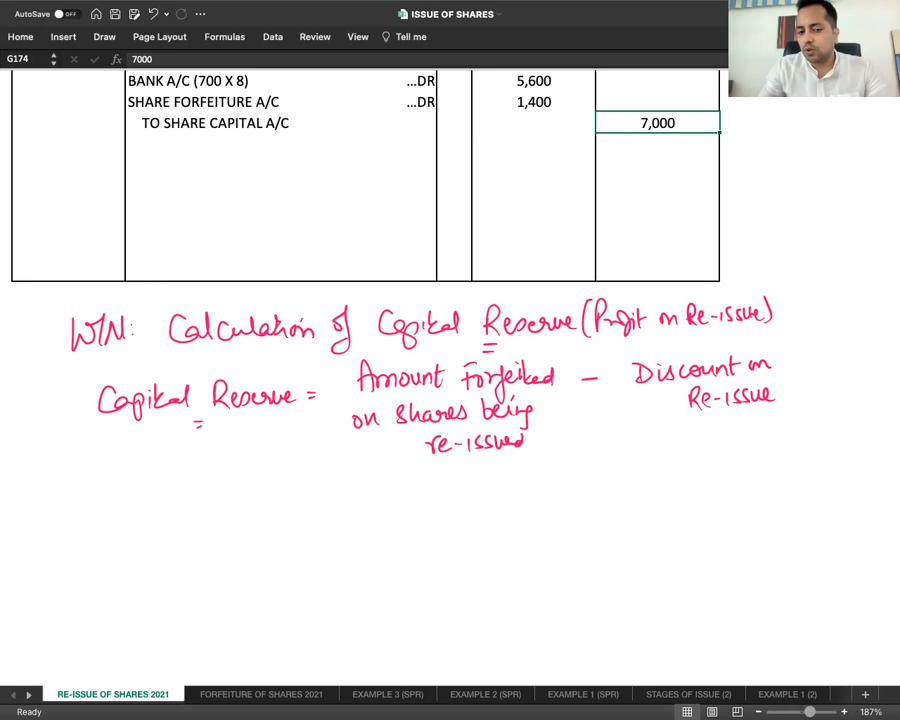 AutoSave OFF ISSUE OF SHARES
Home Insert Draw Page Layout Formulas Data Review View Tell me
G174 fx 7000
BANK A/C (700 X 8) ...DR 5,600
SHARE FORFEITURE A/C ...DR 1,400
TO SHARE CAPITAL A/C 7,000
W/N: Calculation of Capital Reserve (Profit on Re-issue)
Capital Reserve = Amount Forfeited - Discount on
on shares being Re-issue
re-issued
RE-ISSUE OF SHARES 2021 FORFEITURE OF SHARES 2021 EXAMPLE 3 (SPR) EXAMPLE 2 (SPR) EXAMPLE 1 (SPR) STAGES OF ISSUE (2) EXAMPLE 1 (2) +
Ready - + 187%